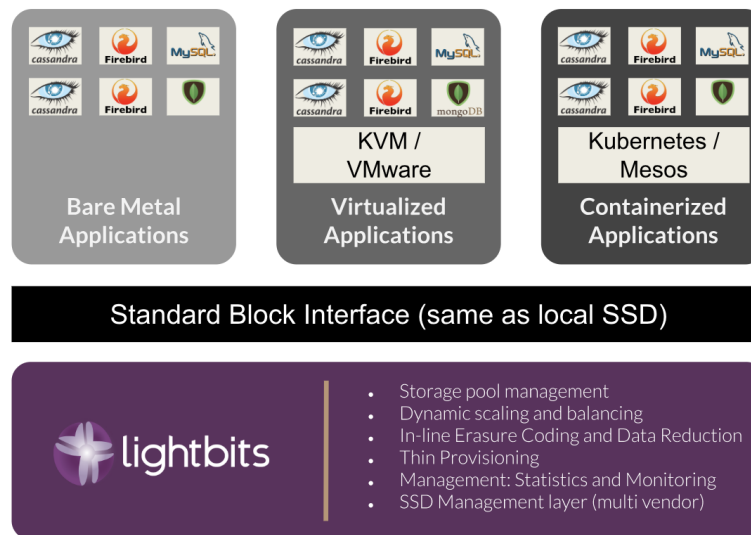 cassandra Firebird MySQL
cassandra Firebird
Bare Metal
Applications
cassandra Firebird MySQL
cassandra Firebird mongoDB
KVM /
VMware
Virtualized
Applications
cassandra Firebird MySQL
cassandra Firebird
Kubernetes /
Mesos
Containerized
Applications
Standard Block Interface (same as local SSD)
lightbits
• Storage pool management
• Dynamic scaling and balancing
• In-line Erasure Coding and Data Reduction
• Thin Provisioning
• Management: Statistics and Monitoring
• SSD Management layer (multi vendor)